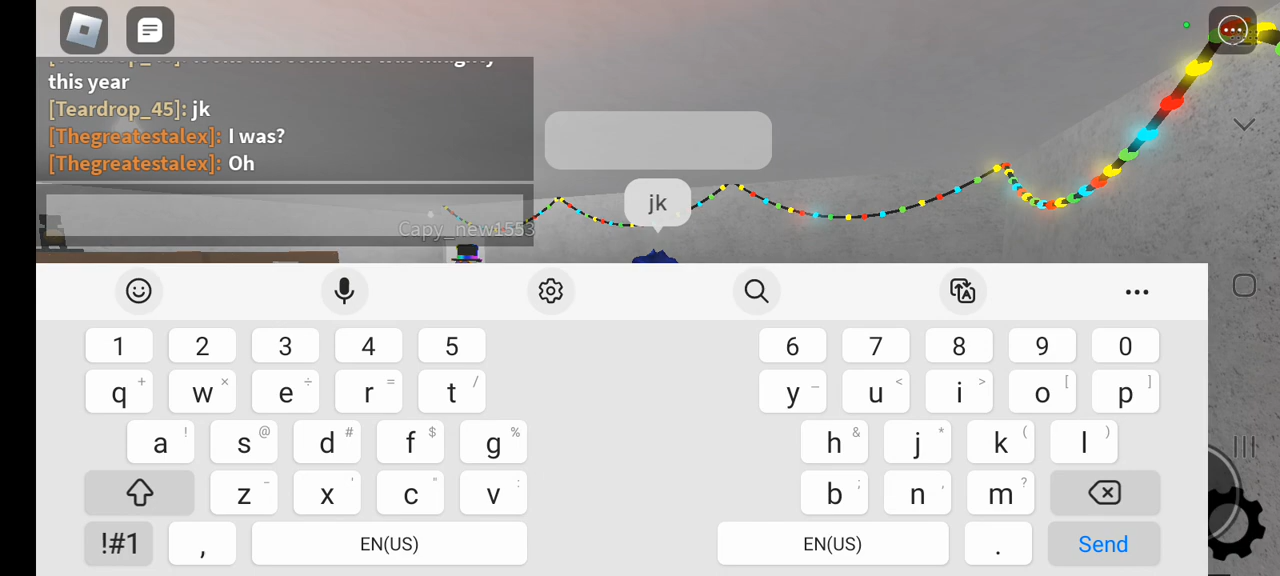 this year
[Teardrop_45]: jk
[Thegreatestalex]: I was?
[Thegreatestalex]: Oh
jk
Capy_new1553
1 2 3 4 5 6 7 8 9 0
q + w × e ÷ r = t / y _ u < i > o [ p ]
a ! s @ d # f $ g % h & j * k ( l )
z - x ' c " v : b ; n , m ?
!#1 , EN(US) EN(US) . Send